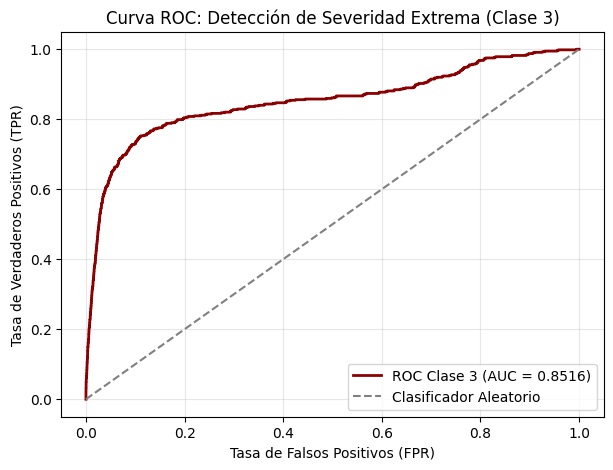 Curva ROC: Detección de Severidad Extrema (Clase 3)
Tasa de Verdaderos Positivos (TPR)
1.0
0.8
0.6
0.4
0.2
0.0
ROC Clase 3 (AUC = 0.8516)
Clasificador Aleatorio
0.0 0.2 0.4 0.6 0.8 1.0
Tasa de Falsos Positivos (FPR)